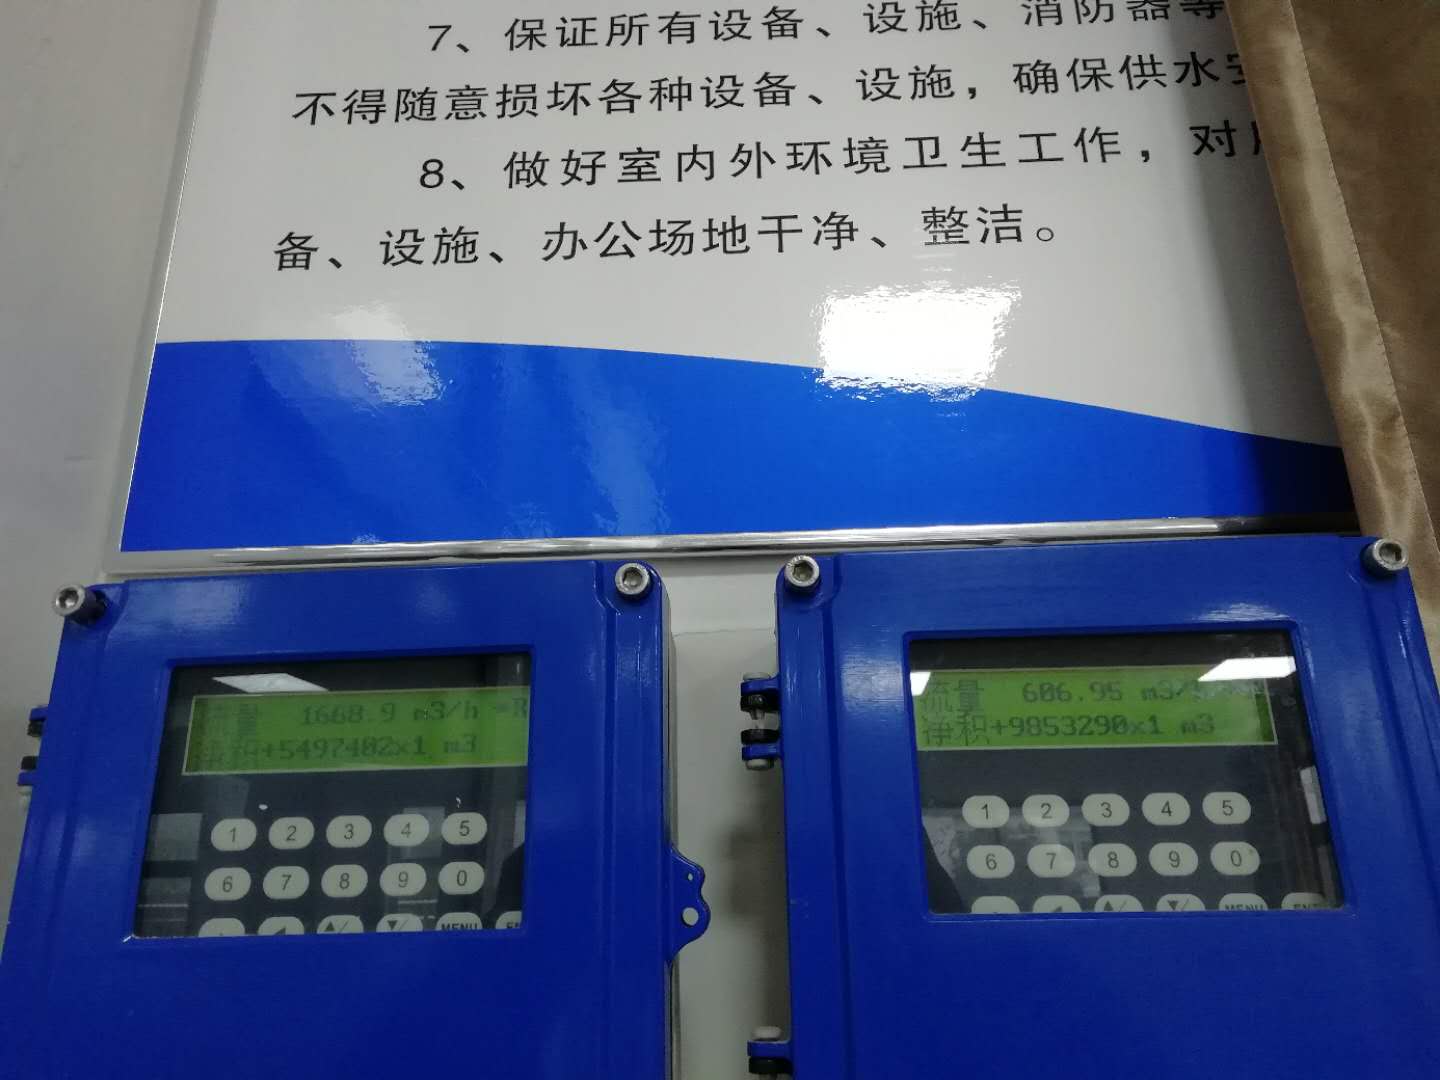 7、保证所有设备、设施、消防器等
不得随意损坏各种设备、设施，确保供水安
8、做好室内外环境卫生工作，对
备、设施、办公场地干净、整洁。
流量 1668.9 m3/h *R
净积+5497402x1 m3
1 2 3 4 5
6 7 8 9 0
MENU
流量 606.95 m3/h
净积+9853290x1 m3
1 2 3 4 5
6 7 8 9 0
MENU